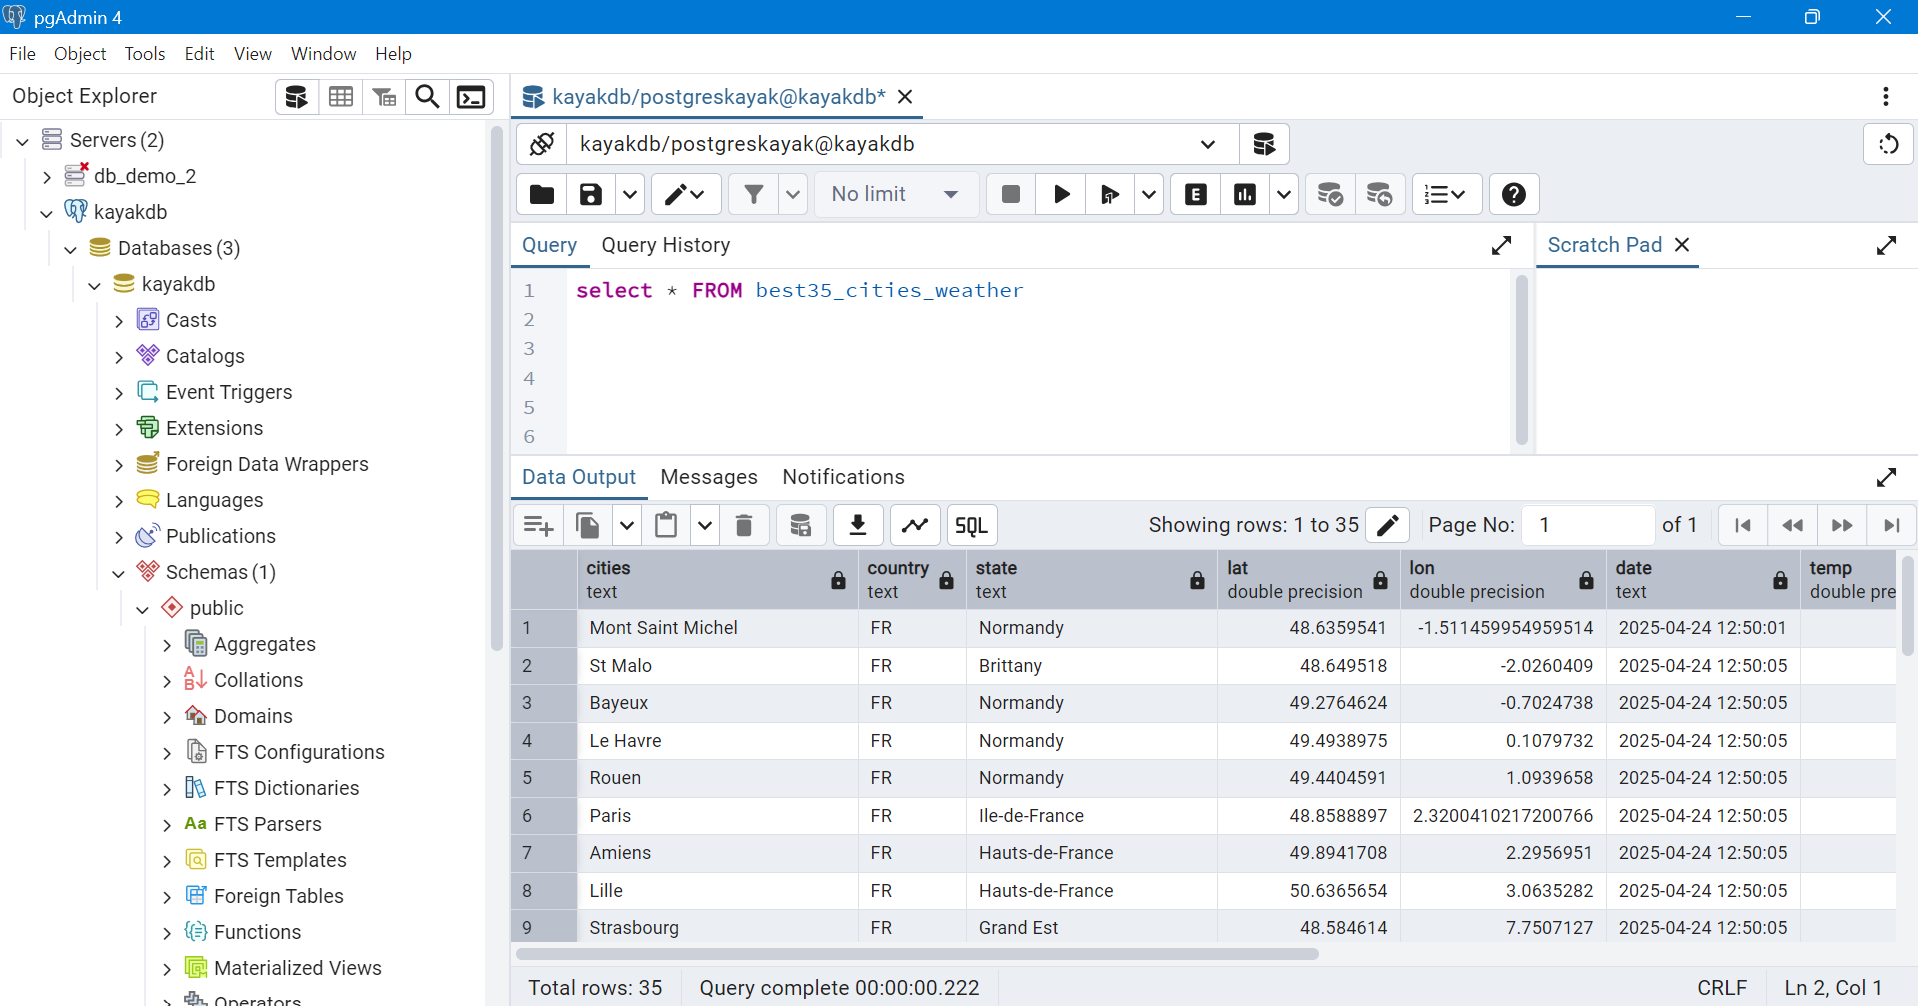 pgAdmin 4
File Object Tools Edit View Window Help
Object Explorer
Servers (2)
db_demo_2
kayakdb
Databases (3)
kayakdb
Casts
Catalogs
Event Triggers
Extensions
Foreign Data Wrappers
Languages
Publications
Schemas (1)
public
Aggregates
Collations
Domains
FTS Configurations
FTS Dictionaries
Aa FTS Parsers
FTS Templates
Foreign Tables
Functions
Materialized Views
Operators
kayakdb/postgreskayak@kayakdb*
kayakdb/postgreskayak@kayakdb
No limit E
Query Query History Scratch Pad
1 select * FROM best35_cities_weather
2
3
4
5
6
Data Output Messages Notifications
SQL Showing rows: 1 to 35 Page No: 1 of 1
cities country state lat lon date temp
text text text double precision double precision text double pre
1 Mont Saint Michel FR Normandy 48.6359541 -1.511459954959514 2025-04-24 12:50:01
2 St Malo FR Brittany 48.649518 -2.0260409 2025-04-24 12:50:05
3 Bayeux FR Normandy 49.2764624 -0.7024738 2025-04-24 12:50:05
4 Le Havre FR Normandy 49.4938975 0.1079732 2025-04-24 12:50:05
5 Rouen FR Normandy 49.4404591 1.0939658 2025-04-24 12:50:05
6 Paris FR Ile-de-France 48.8588897 2.3200410217200766 2025-04-24 12:50:05
7 Amiens FR Hauts-de-France 49.8941708 2.2956951 2025-04-24 12:50:05
8 Lille FR Hauts-de-France 50.6365654 3.0635282 2025-04-24 12:50:05
9 Strasbourg FR Grand Est 48.584614 7.7507127 2025-04-24 12:50:05
Total rows: 35 Query complete 00:00:00.222 CRLF Ln 2, Col 1